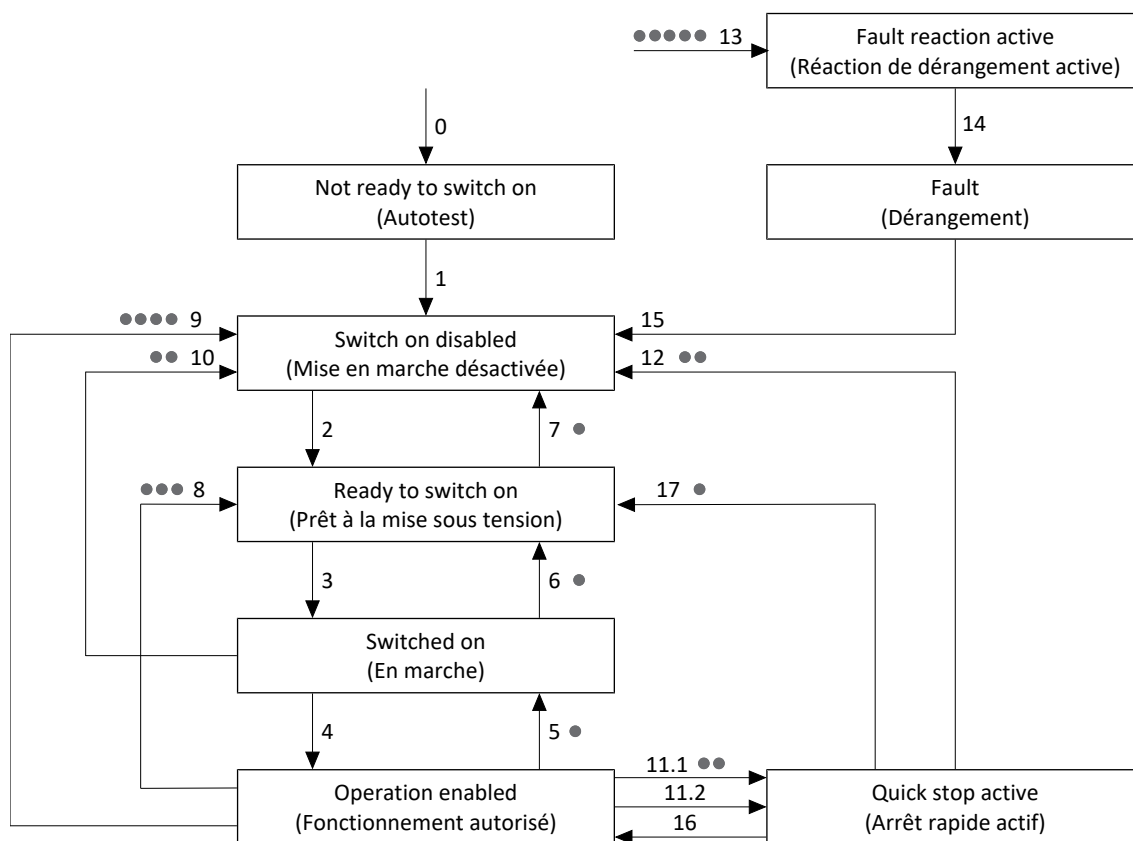 13
Fault reaction active
(Réaction de dérangement active)
0
14
Not ready to switch on
(Autotest)
Fault
(Dérangement)
1
9
15
Switch on disabled
(Mise en marche désactivée)
10
12
2
7
8
17
Ready to switch on
(Prêt à la mise sous tension)
3
6
Switched on
(En marche)
4
5
11.1
11.2
16
Operation enabled
(Fonctionnement autorisé)
Quick stop active
(Arrêt rapide actif)